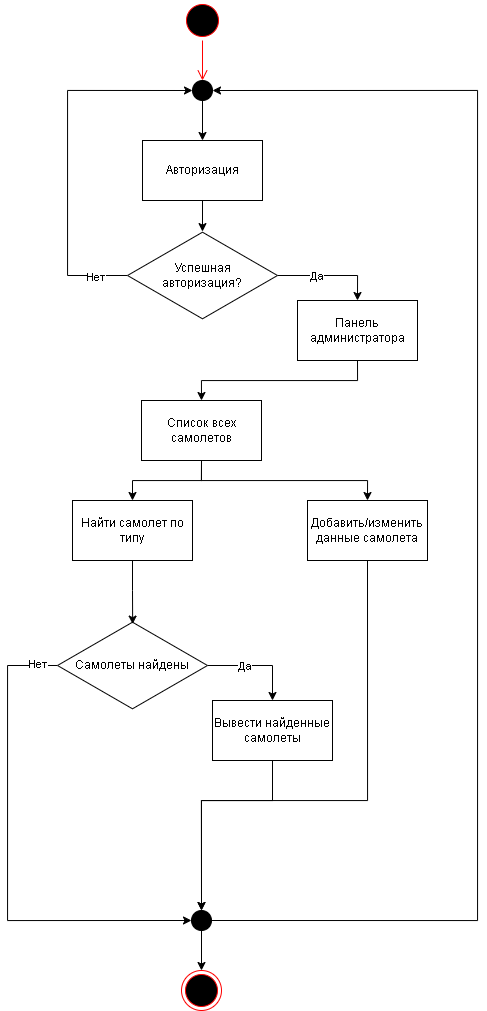 Авторизация
Успешная
авторизация?
Нет
Да
Панель
администратора
Список всех
самолетов
Найти самолет по
типу
Добавить/изменить
данные самолета
Самолеты найдены
Нет
Да
Вывести найденные
самолеты